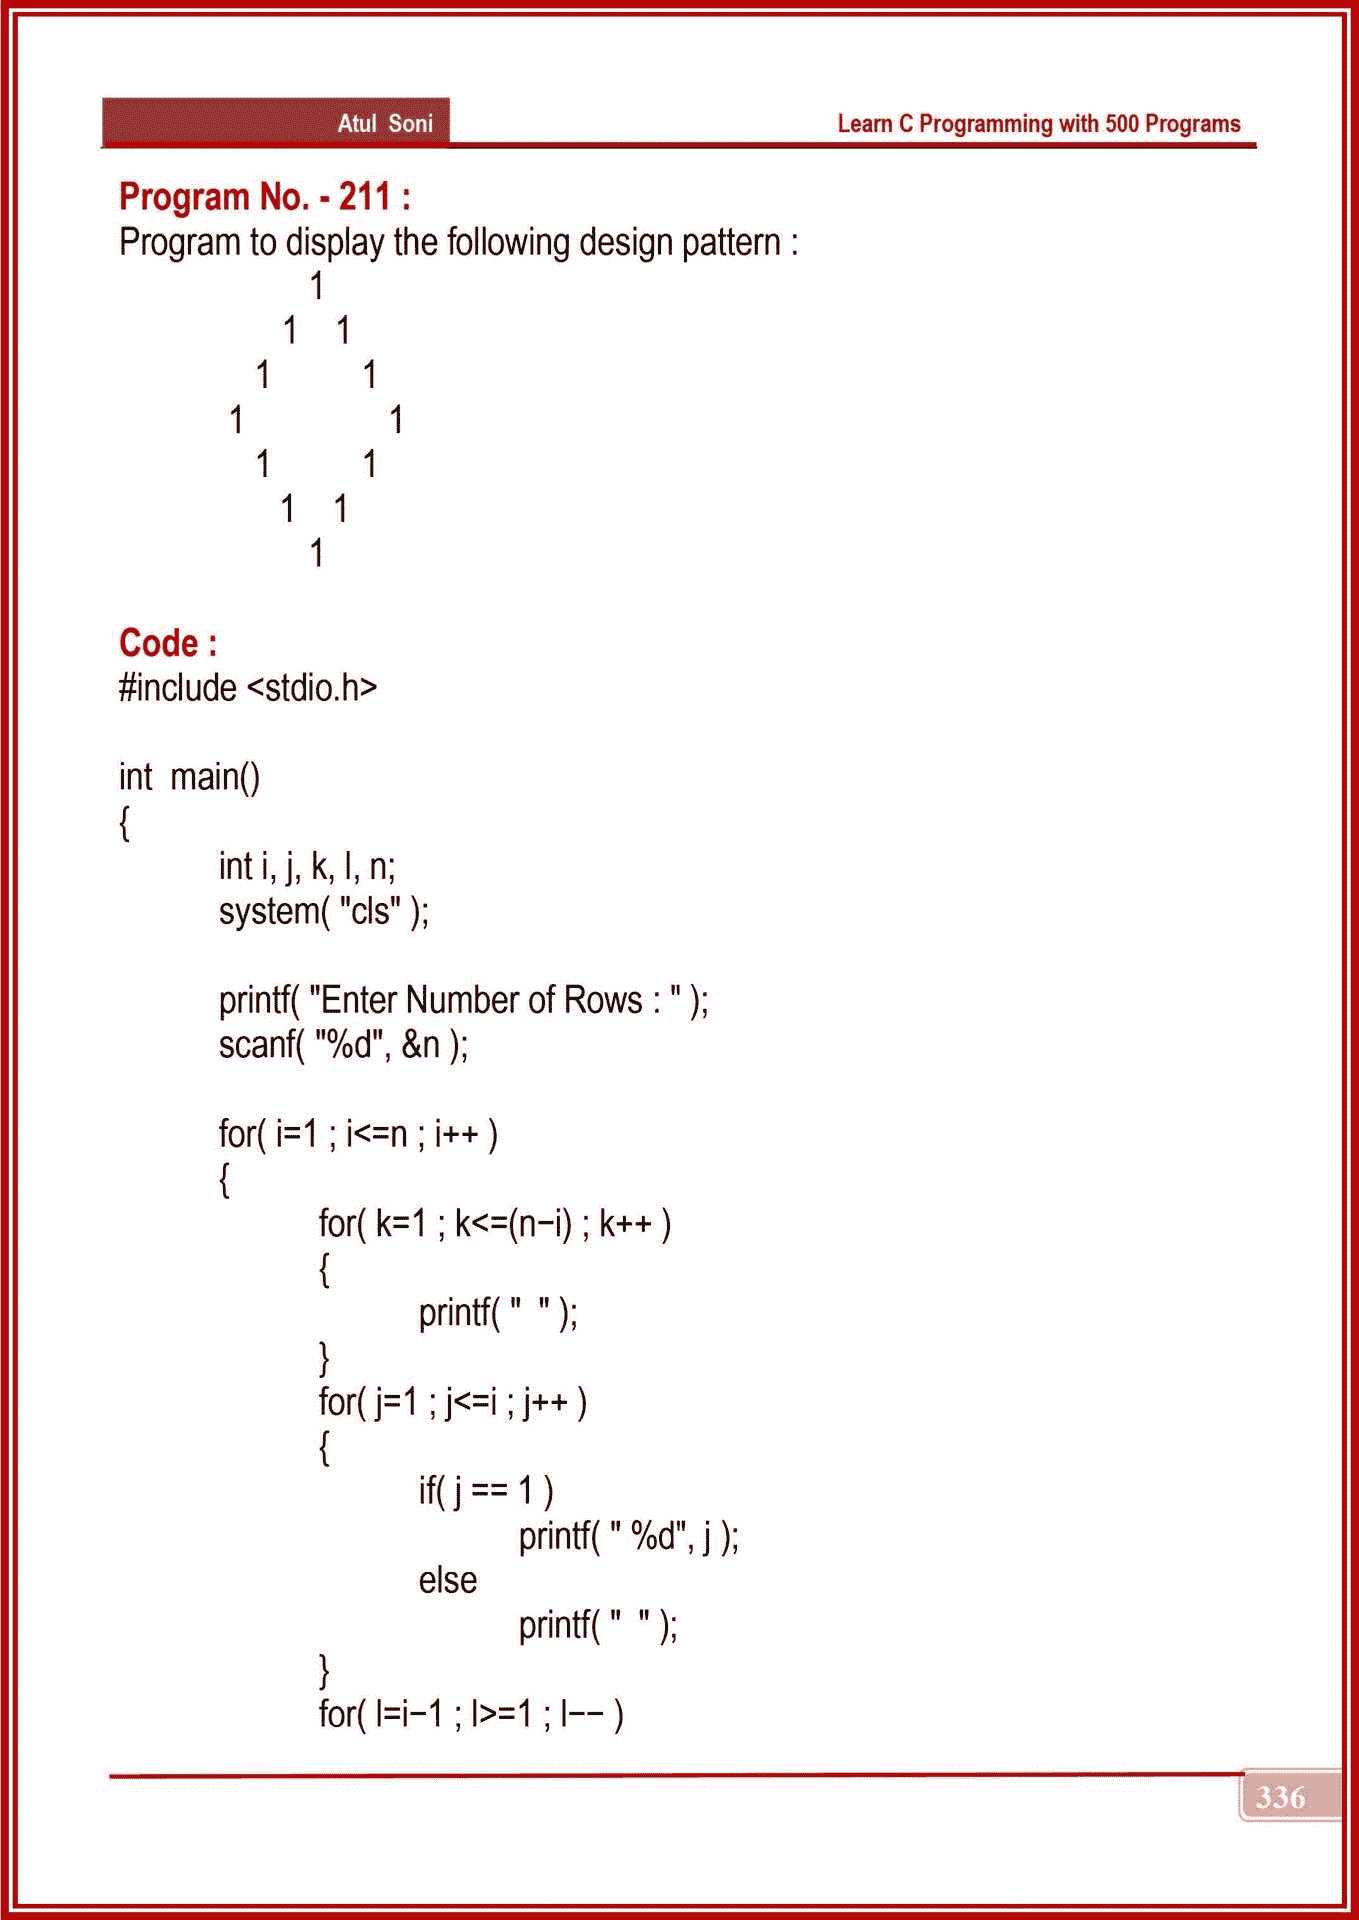 Atul  Soni
Learn C Programming with 500 Programs
Program No. - 211 :
Program to display the following design pattern :
1
1    1
1          1
1                1
1          1
1    1
1
Code :
#include <stdio.h>
int  main()
{
int i, j, k, l, n;
system( "cls" );
printf( "Enter Number of Rows : " );
scanf( "%d", &n );
for( i=1 ; i<=n ; i++ )
{
for( k=1 ; k<=(n−i) ; k++ )
{
printf( "  " );
}
for( j=1 ; j<=i ; j++ )
{
if( j == 1 )
printf( " %d", j );
else
printf( "  " );
}
for( l=i−1 ; l>=1 ; l−− )
336